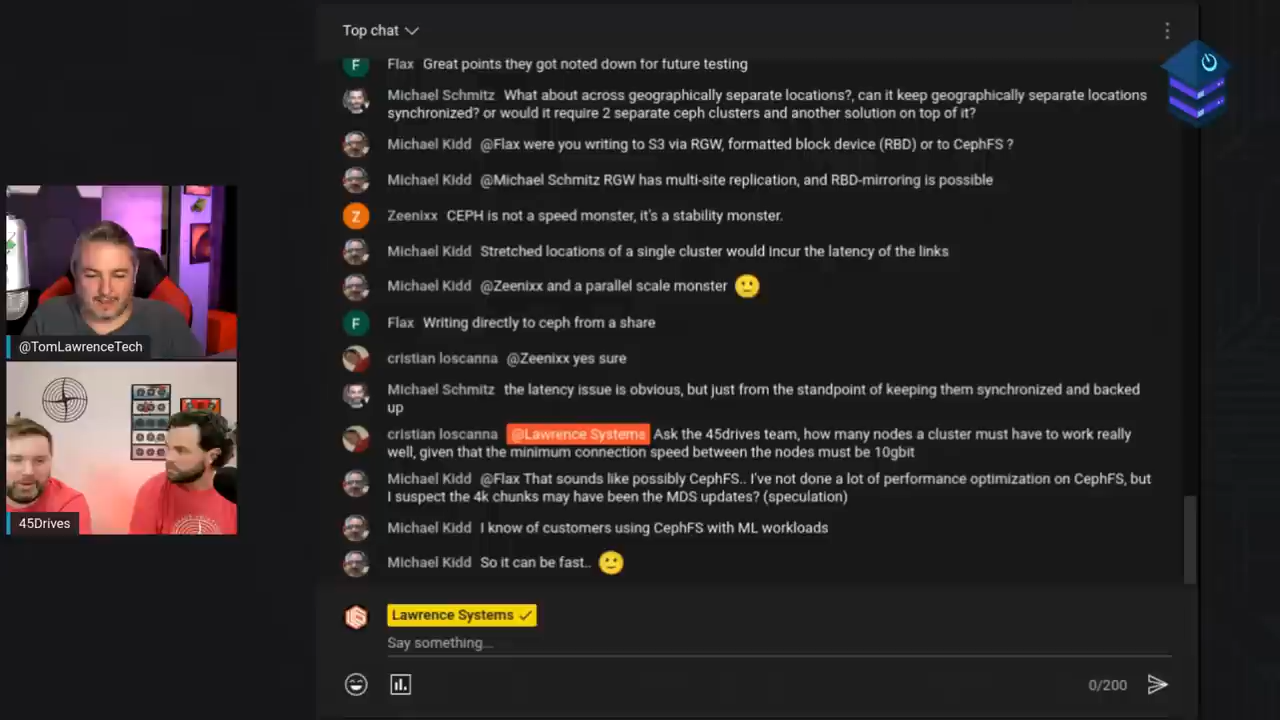 Top chat
F Flax Great points they got noted down for future testing
Michael Schmitz What about across geographically separate locations?, can it keep geographically separate locations
synchronized? or would it require 2 separate ceph clusters and another solution on top of it?
Michael Kidd @Flax were you writing to S3 via RGW, formatted block device (RBD) or to CephFS ?
Michael Kidd @Michael Schmitz RGW has multi-site replication, and RBD-mirroring is possible
Z Zeenixx CEPH is not a speed monster, it's a stability monster.
Michael Kidd Stretched locations of a single cluster would incur the latency of the links
Michael Kidd @Zeenixx and a parallel scale monster 🙂
F Flax Writing directly to ceph from a share
cristian loscanna @Zeenixx yes sure
Michael Schmitz the latency issue is obvious, but just from the standpoint of keeping them synchronized and backed
up
cristian loscanna @Lawrence Systems Ask the 45drives team, how many nodes a cluster must have to work really
well, given that the minimum connection speed between the nodes must be 10gbit
Michael Kidd @Flax That sounds like possibly CephFS.. I've not done a lot of performance optimization on CephFS, but
I suspect the 4k chunks may have been the MDS updates? (speculation)
Michael Kidd I know of customers using CephFS with ML workloads
Michael Kidd So it can be fast.. 🙂
Lawrence Systems ✓
Say something...
0/200
@TomLawrenceTech
45Drives